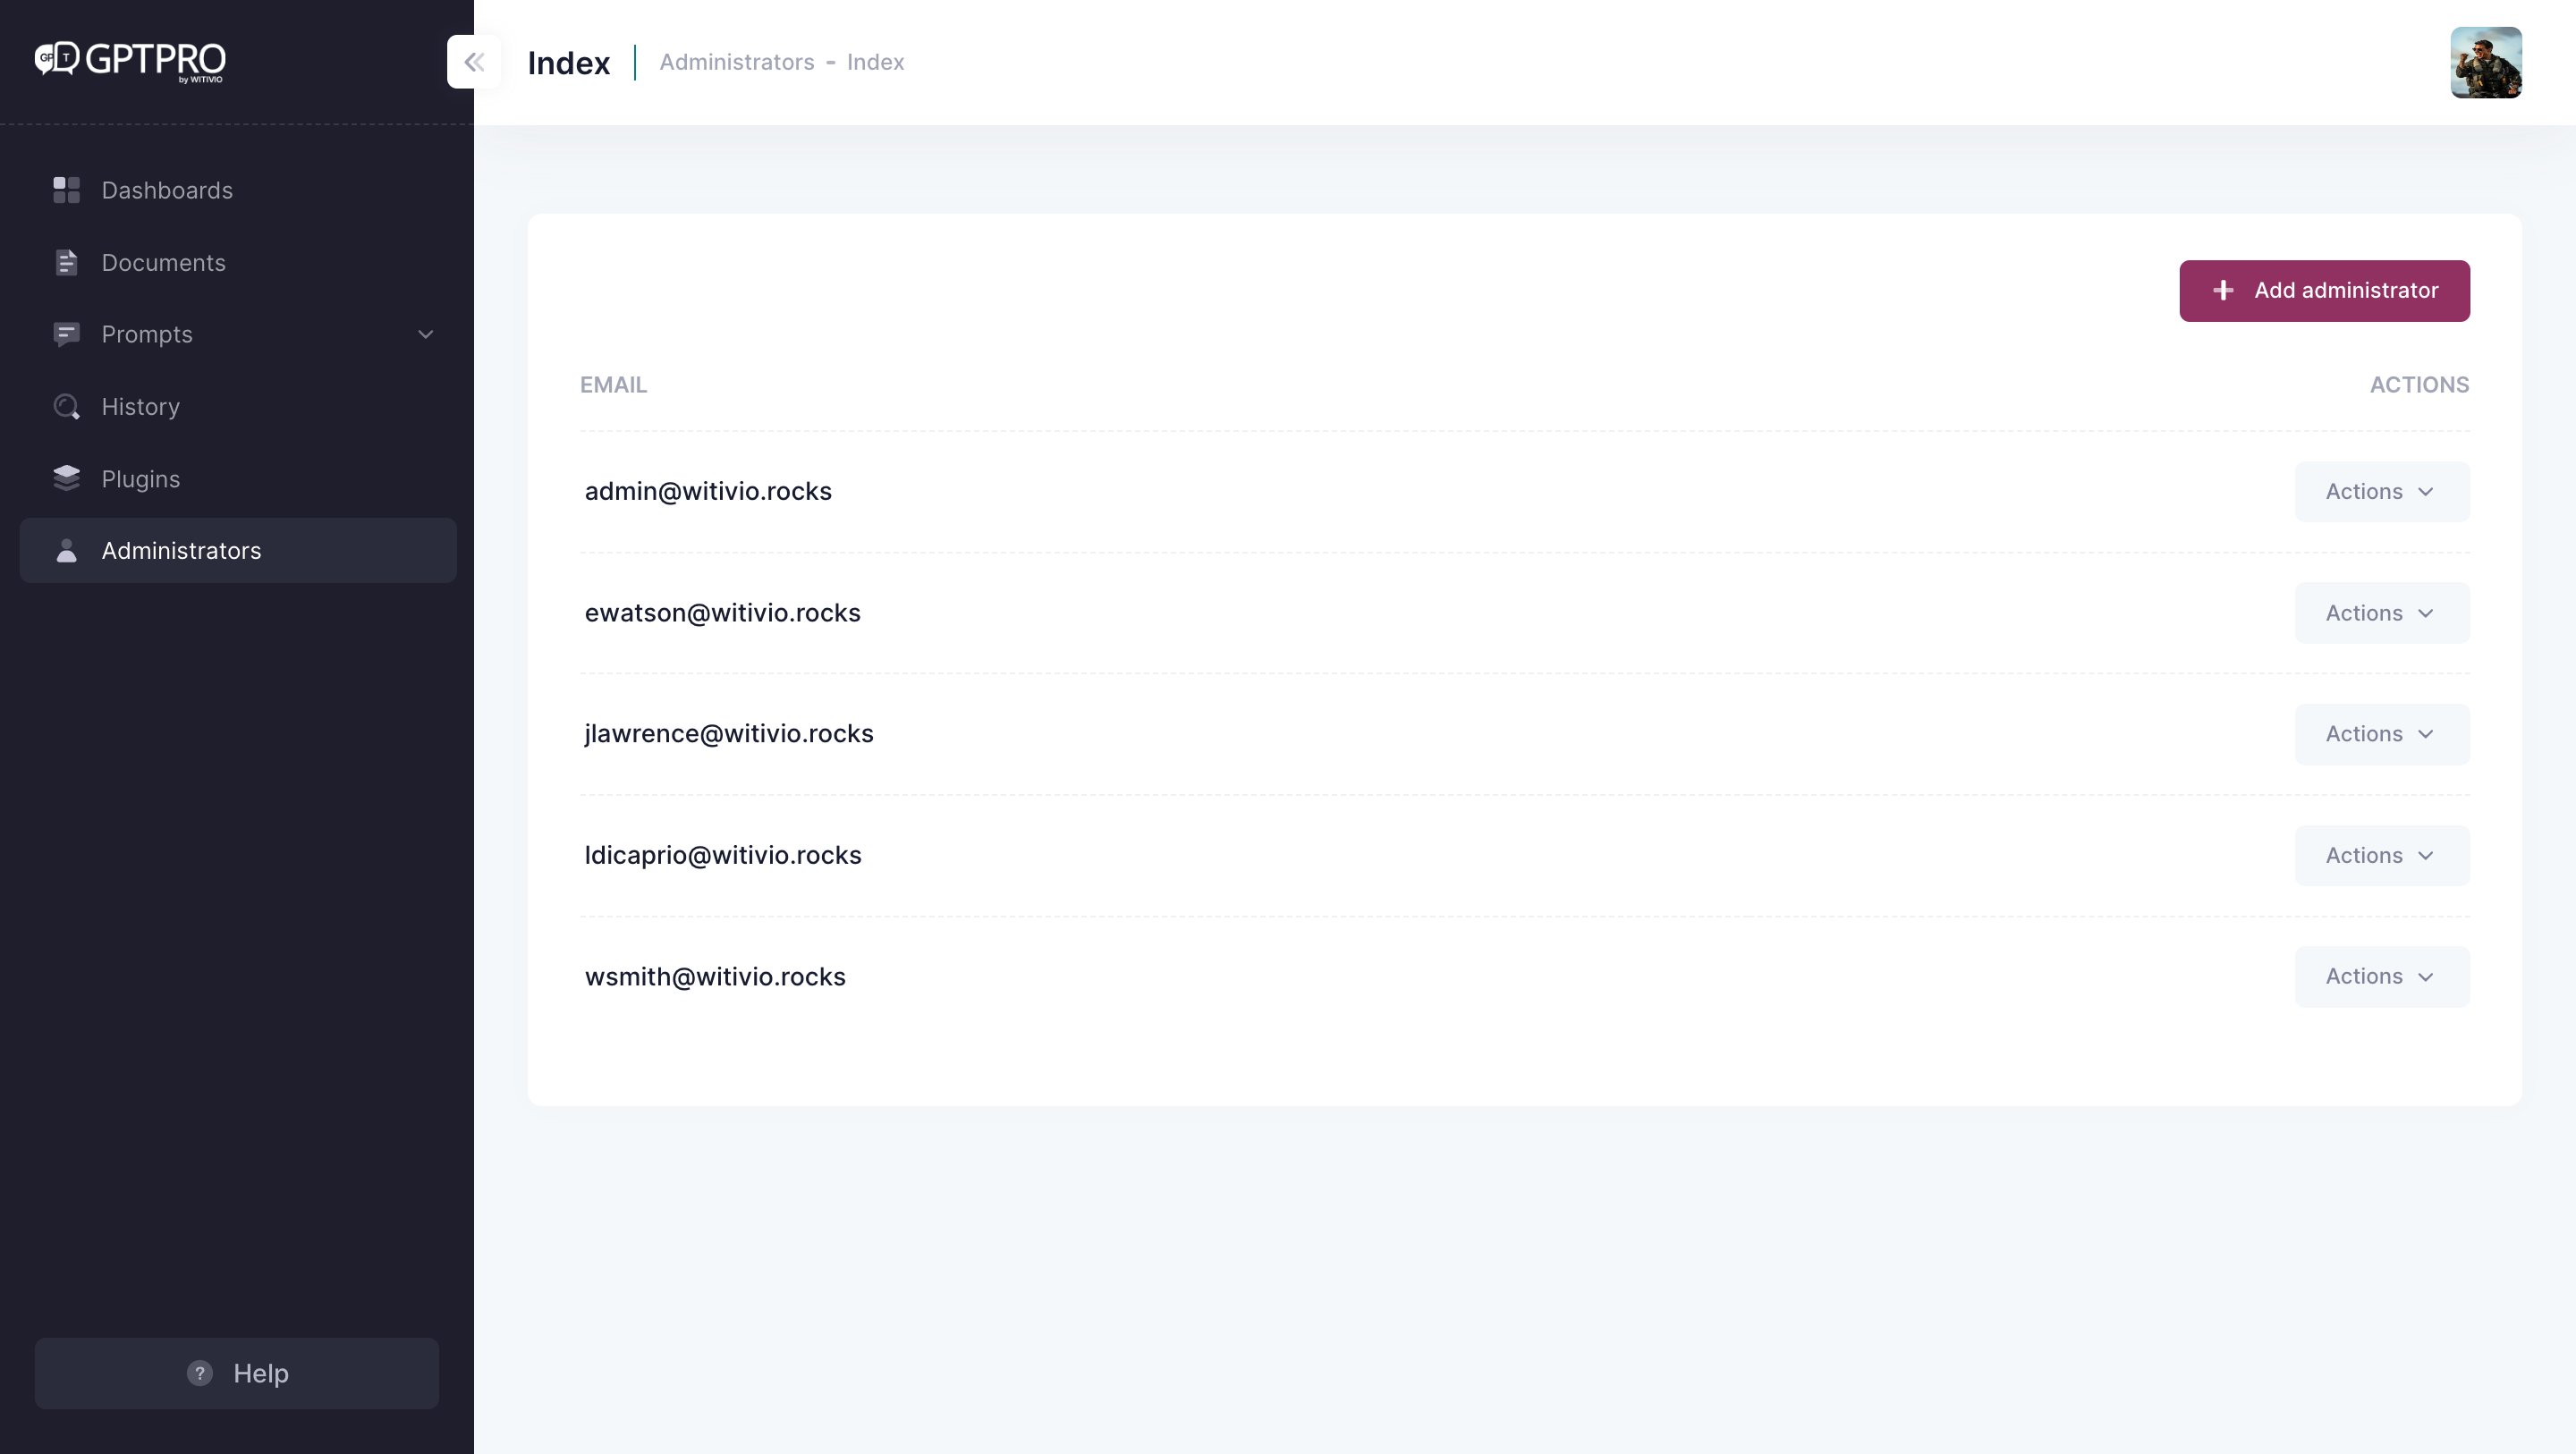 GPT GPTPRO
by WITIVIO
Dashboards
Documents
Prompts
History
Plugins
Administrators
? Help
Index
Administrators - Index
Add administrator
EMAIL ACTIONS
admin@witivio.rocks Actions
ewatson@witivio.rocks Actions
jlawrence@witivio.rocks Actions
ldicaprio@witivio.rocks Actions
wsmith@witivio.rocks Actions